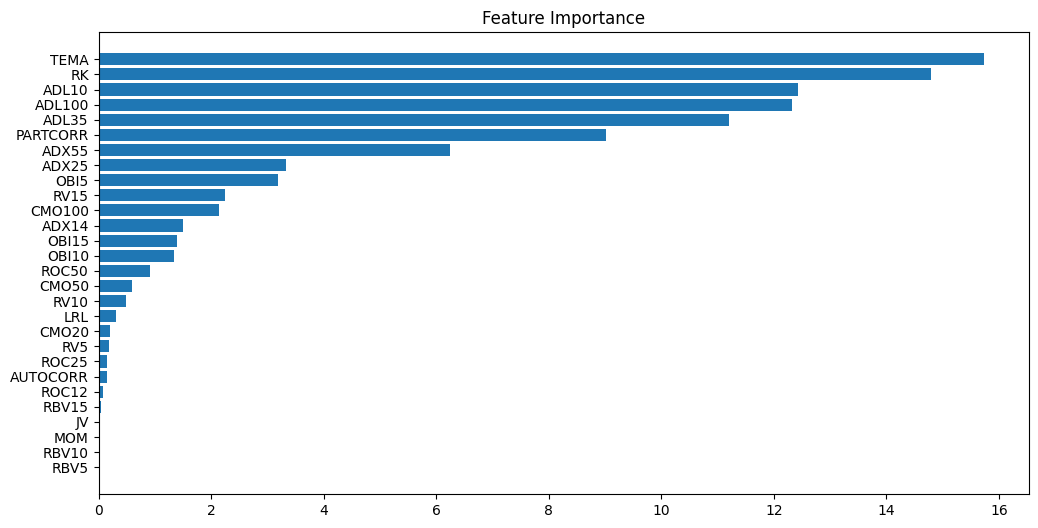 Feature Importance
TEMA
RK
ADL10
ADL100
ADL35
PARTCORR
ADX55
ADX25
OBI5
RV15
CMO100
ADX14
OBI15
OBI10
ROC50
CMO50
RV10
LRL
CMO20
RV5
ROC25
AUTOCORR
ROC12
RBV15
JV
MOM
RBV10
RBV5
0 2 4 6 8 10 12 14 16